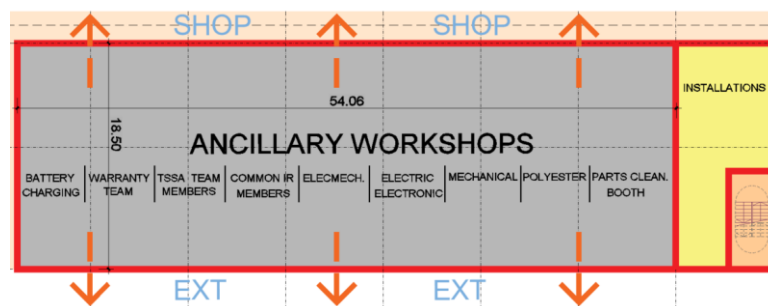 SHOP SHOP
INSTALLATIONS
54.06
18.50
ANCILLARY WORKSHOPS
BATTERY CHARGING
WARRANTY TEAM
TSSA TEAM MEMBERS
COMMON IR MEMBERS
ELECMECH.
ELECTRIC ELECTRONIC
MECHANICAL
POLYESTER
PARTS CLEAN. BOOTH
EXT EXT